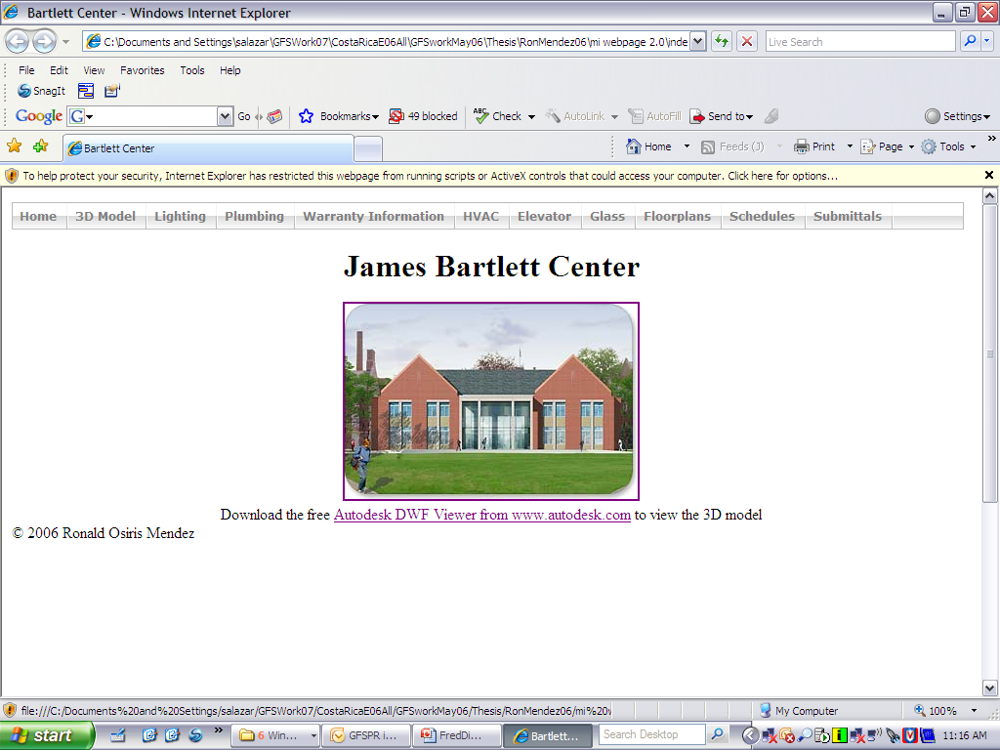 Bartlett Center - Windows Internet Explorer
C:\Documents and Settings\salazar\GFSWork07\CostaRicaE06All\GFSworkMay06\Thesis\RonMendez06\mi webpage 2.0\inde
Live Search
File Edit View Favorites Tools Help
SnagIt
Google G Go Bookmarks 49 blocked ABC Check AutoLink AutoFill Send to Settings
Bartlett Center Home Feeds (J) Print Page Tools »
To help protect your security, Internet Explorer has restricted this webpage from running scripts or ActiveX controls that could access your computer. Click here for options...
Home 3D Model Lighting Plumbing Warranty Information HVAC Elevator Glass Floorplans Schedules Submittals
James Bartlett Center
Download the free Autodesk DWF Viewer from www.autodesk.com to view the 3D model
© 2006 Ronald Osiris Mendez
file:///C:/Documents%20and%20Settings/salazar/GFSWork07/CostaRicaE06All/GFSworkMay06/Thesis/RonMendez06/mi%20 My Computer 100%
start » 6 Win... GFSPR i... FredDi... Bartlett... Search Desktop 11:16 AM